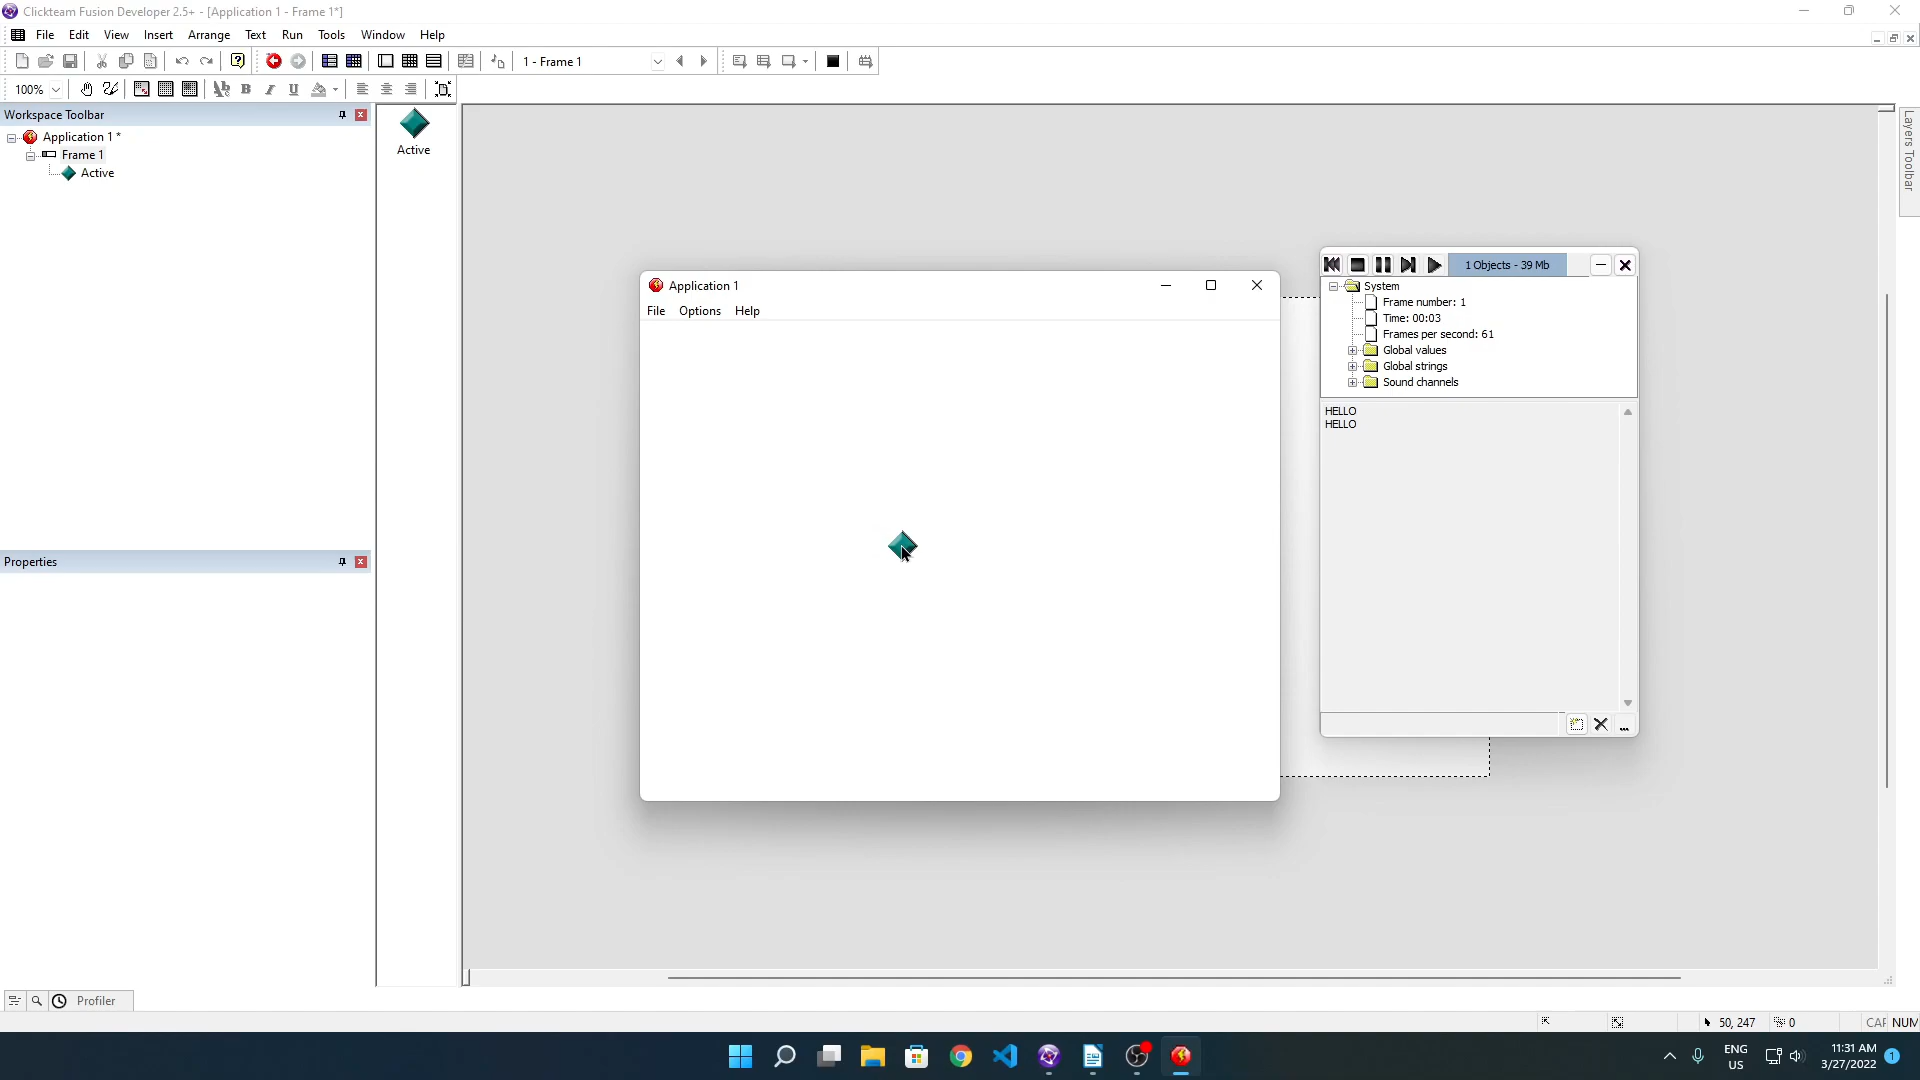 Clickteam Fusion Developer 2.5+ - [Application 1 - Frame 1*]
File Edit View Insert Arrange Text Run Tools Window Help
1 - Frame 1
100%
Workspace Toolbar
Application 1 *
Frame 1
Active
Properties
Active
Layers Toolbar
Application 1
File Options Help
1 Objects - 39 Mb
System
Frame number: 1
Time: 00:03
Frames per second: 61
Global values
Global strings
Sound channels
HELLO
HELLO
Profiler
50, 247
0
CAP NUM
ENG
US
11:31 AM
3/27/2022
1